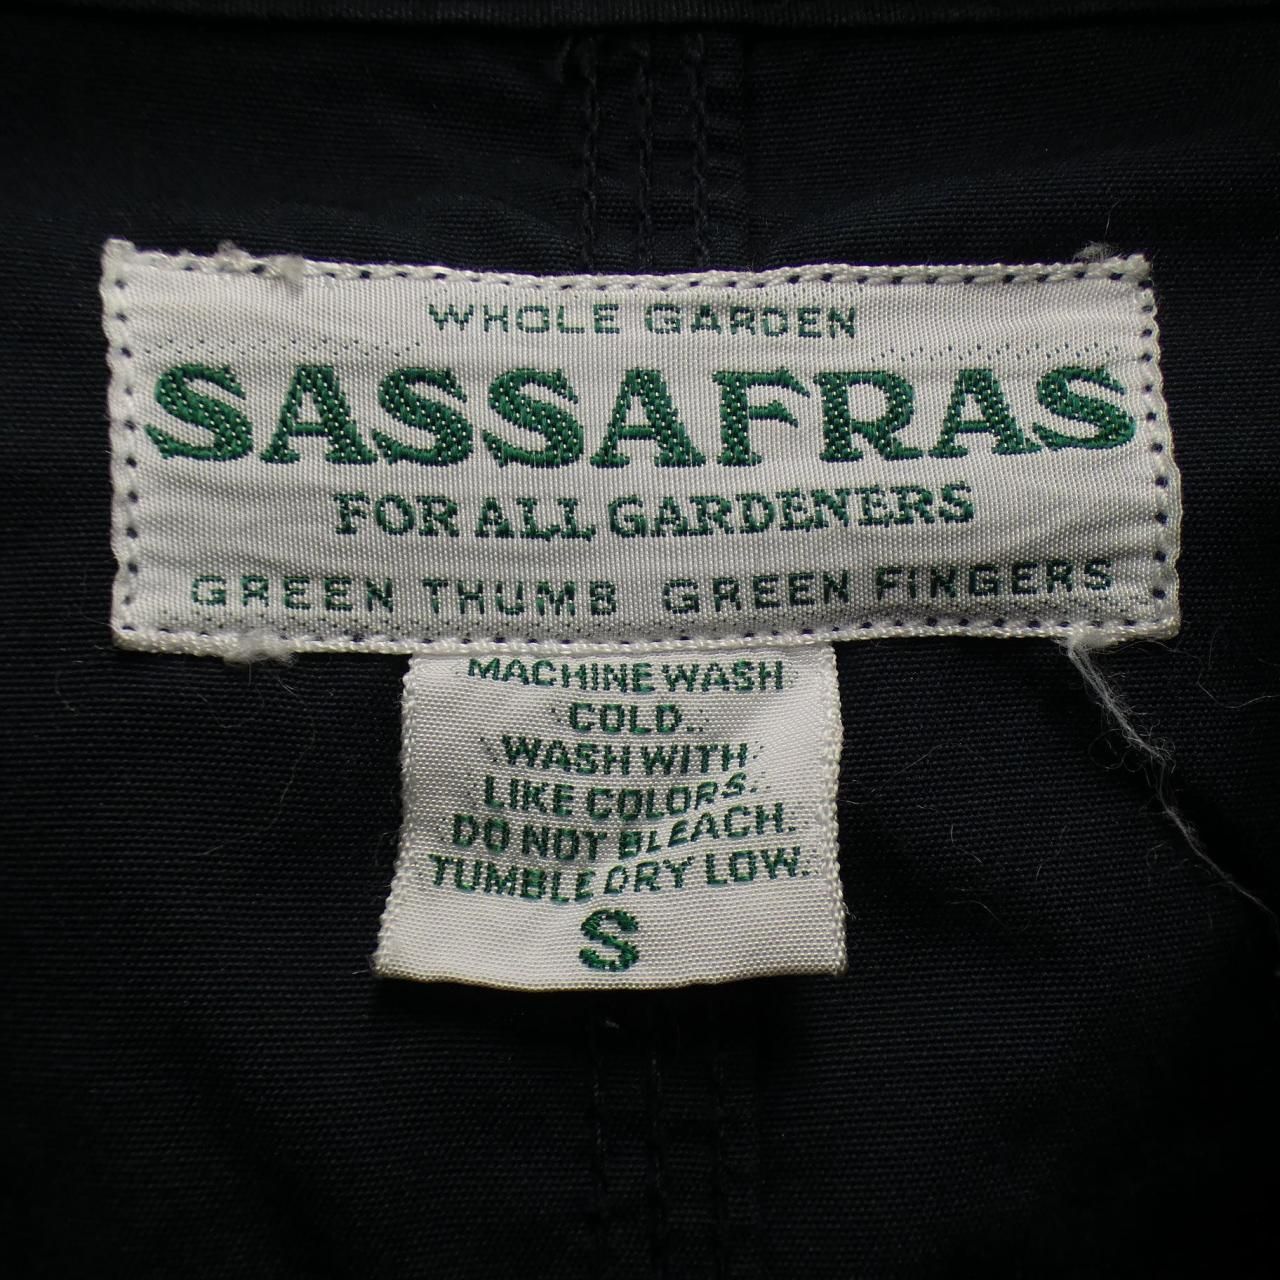 WHOLE GARDEN
SASSAFRAS
FOR ALL GARDENERS
GREEN THUMB GREEN FINGERS
MACHINE WASH
COLD.
WASH WITH
LIKE COLORS.
DO NOT BLEACH.
TUMBLE DRY LOW.
S